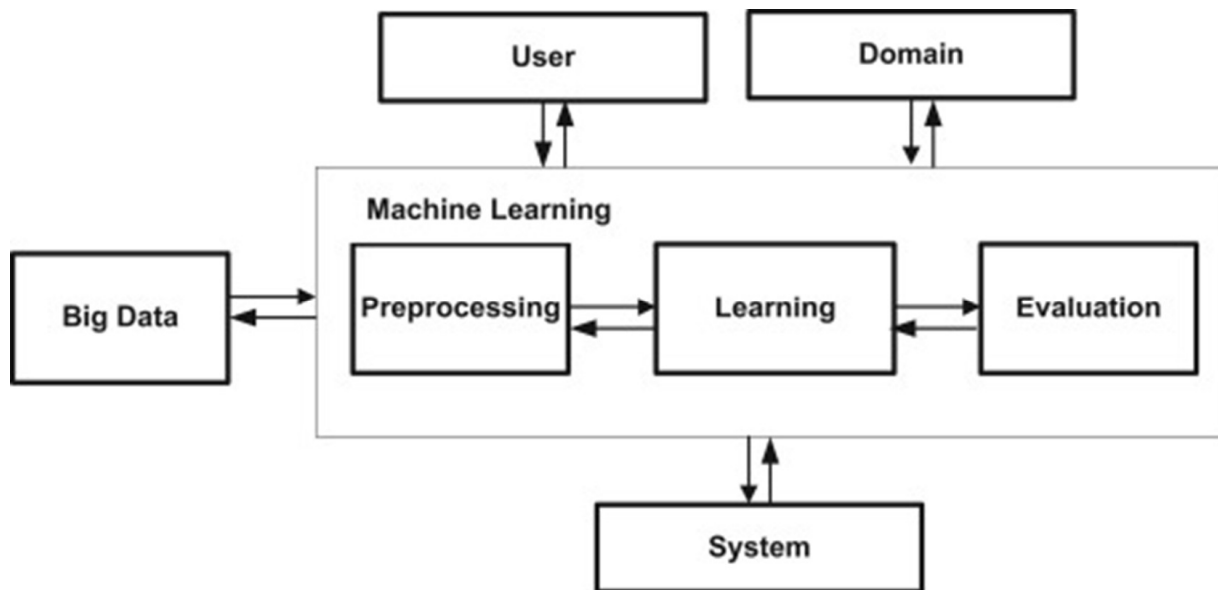 User
Domain
Machine Learning
Big Data
Preprocessing
Learning
Evaluation
System